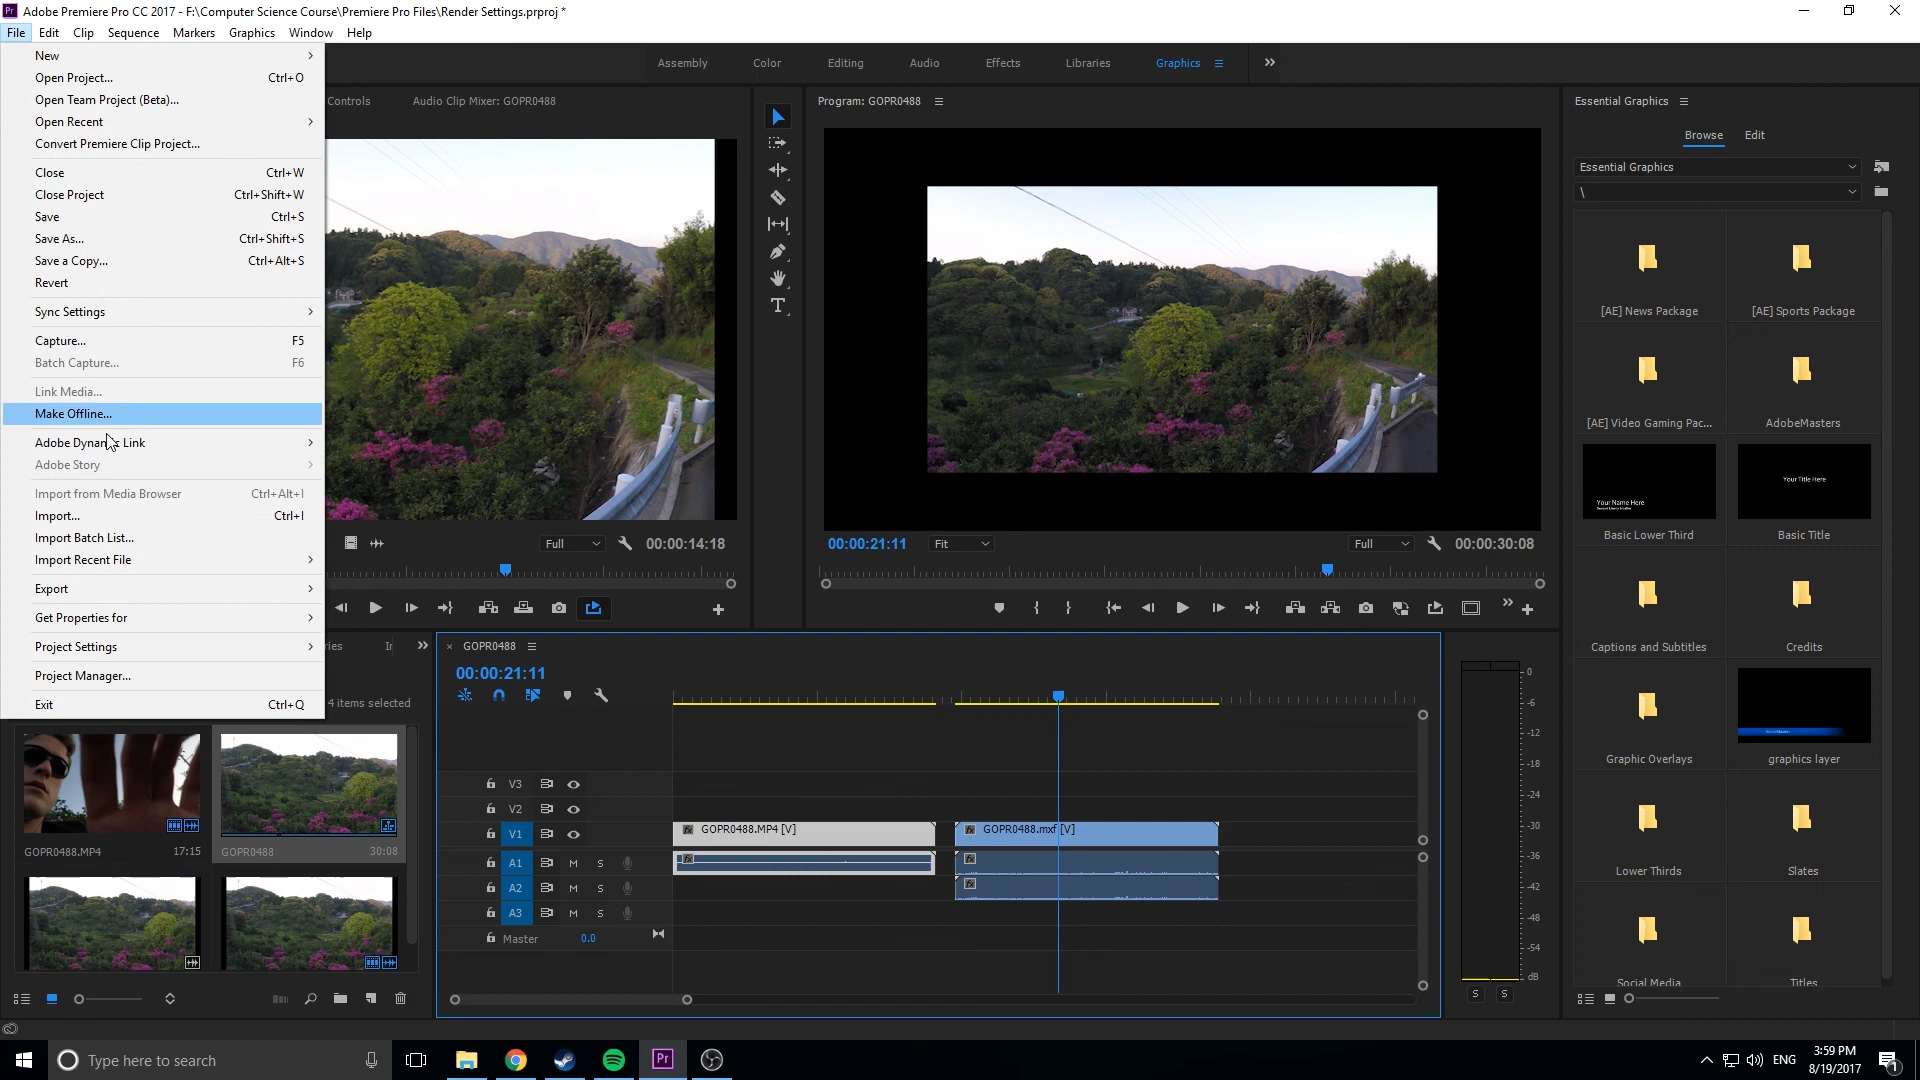 Adobe Premiere Pro CC 2017 - F:\Computer Science Course\Premiere Pro Files\Render Settings.prproj *
File Edit Clip Sequence Markers Graphics Window Help
New
Open Project... Ctrl+O
Open Team Project (Beta)...
Open Recent
Convert Premiere Clip Project...
Close Ctrl+W
Close Project Ctrl+Shift+W
Save Ctrl+S
Save As... Ctrl+Shift+S
Save a Copy... Ctrl+Alt+S
Revert
Sync Settings
Capture... F5
Batch Capture... F6
Link Media...
Make Offline...
Adobe Dynamic Link
Adobe Story
Import from Media Browser Ctrl+Alt+I
Import... Ctrl+I
Import Batch List...
Import Recent File
Export
Get Properties for
Project Settings
Project Manager...
Exit Ctrl+Q
Assembly Color Editing Audio Effects Libraries Graphics
Controls Audio Clip Mixer: GOPR0488
Full 00:00:14:18
Program: GOPR0488
00:00:21:11 Fit Full 00:00:30:08
Essential Graphics
Browse Edit
Essential Graphics
\
[AE] News Package [AE] Sports Package
[AE] Video Gaming Pac... AdobeMasters
Your Name Here
Your Title Here
Basic Lower Third Basic Title
Captions and Subtitles Credits
Graphic Overlays graphics layer
Lower Thirds Slates
Social Media Titles
ries In
4 items selected
GOPR0488.MP4 17:15 GOPR0488 30:08
GOPR0488
00:00:21:11
V3
V2
V1 GOPR0488.MP4 [V] GOPR0488.mxf [V]
A1 M S
A2 M S
A3 M S
Master 0.0
0
-6
-12
-18
-24
-30
-36
-42
-48
-54
dB
S S
Type here to search
Pr
ENG
3:59 PM
8/19/2017
1